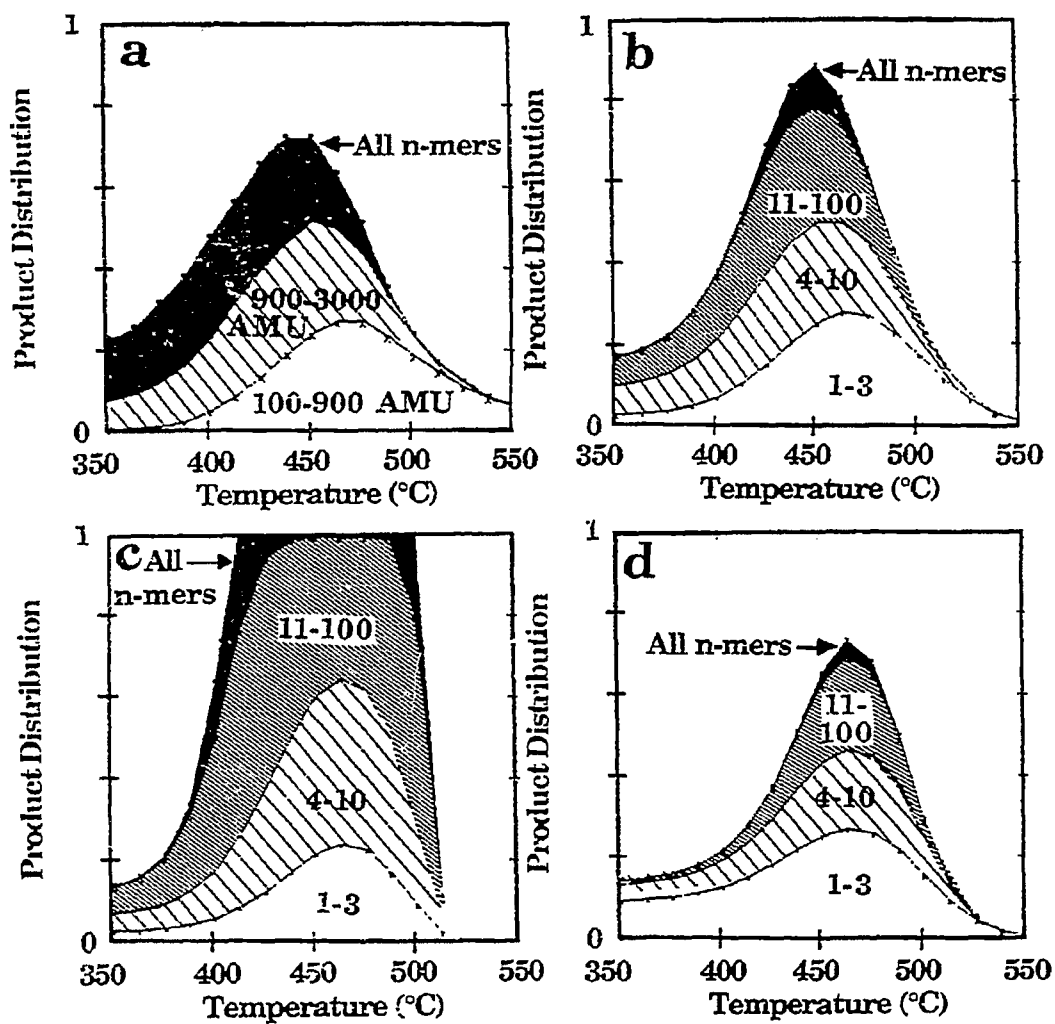 a
1
All n-mers
900-3000
AMU
100-900 AMU
0
350 400 450 500 550
Temperature (°C)
Product Distribution
b
1
All n-mers
11-100
4-10
1-3
0
350 400 450 500 550
Temperature (°C)
Product Distribution
c
1
All
n-mers
11-100
4-10
1-3
0
350 400 450 500 550
Temperature (°C)
Product Distribution
d
1
All n-mers
11-
100
4-10
1-3
0
350 400 450 500 550
Temperature (°C)
Product Distribution